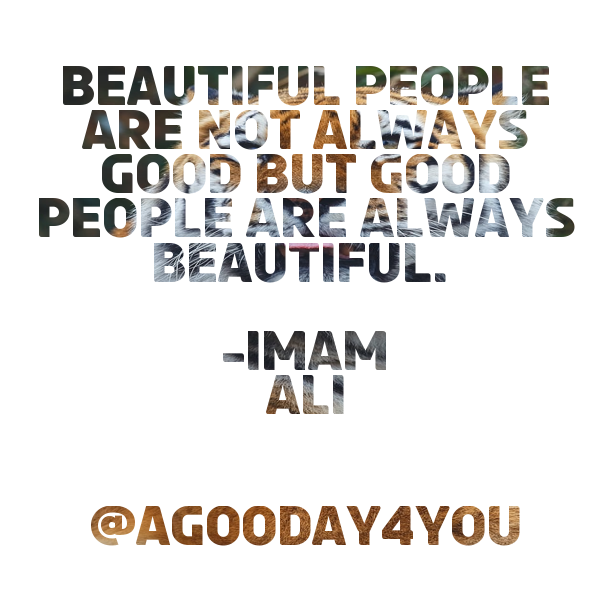 BEAUTIFUL PEOPLE
ARE NOT ALWAYS
GOOD BUT GOOD
PEOPLE ARE ALWAYS
BEAUTIFUL.
-IMAM
ALI
@AGOODAY4YOU